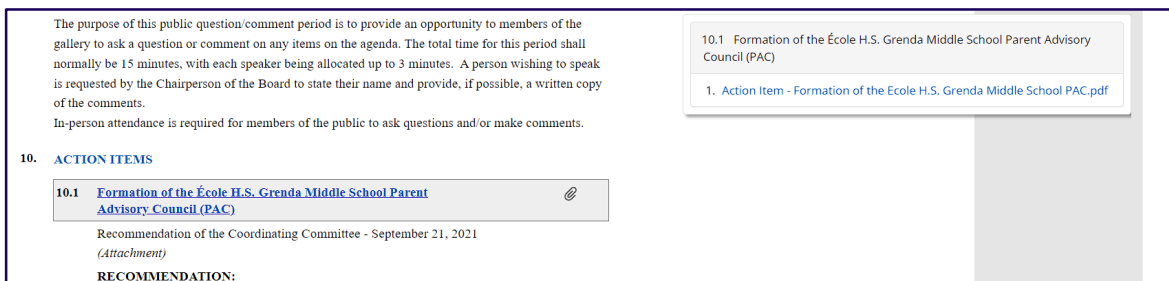 The purpose of this public question/comment period is to provide an opportunity to members of the
gallery to ask a question or comment on any items on the agenda. The total time for this period shall
normally be 15 minutes, with each speaker being allocated up to 3 minutes.  A person wishing to speak
is requested by the Chairperson of the Board to state their name and provide, if possible, a written copy
of the comments.
In-person attendance is required for members of the public to ask questions and/or make comments.
10. ACTION ITEMS
10.1 Formation of the École H.S. Grenda Middle School Parent
Advisory Council (PAC)
Recommendation of the Coordinating Committee - September 21, 2021
(Attachment)
RECOMMENDATION:
10.1 Formation of the École H.S. Grenda Middle School Parent Advisory
Council (PAC)
1. Action Item - Formation of the Ecole H.S. Grenda Middle School PAC.pdf